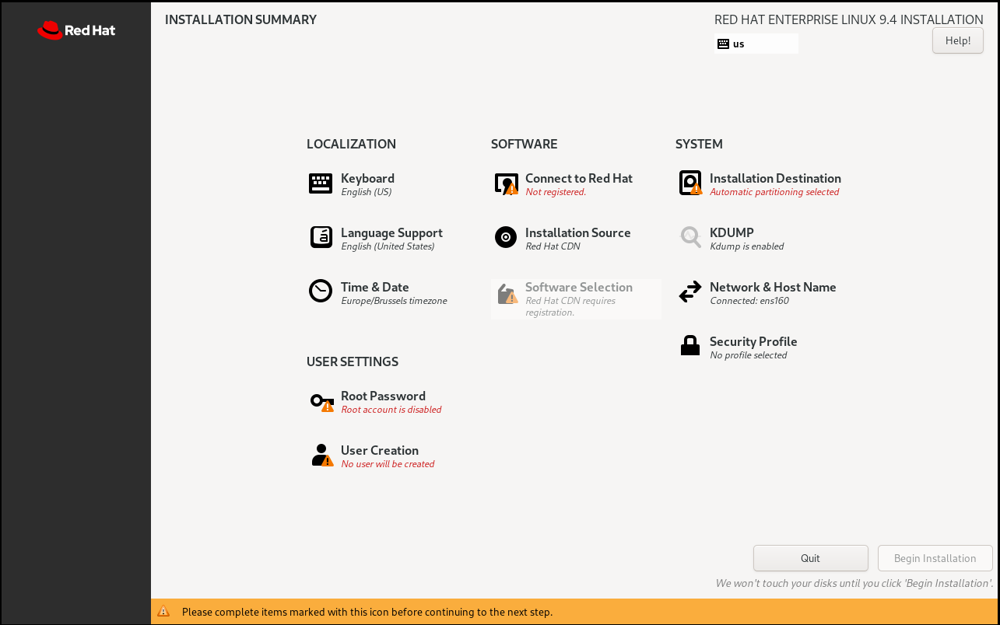 Red Hat
INSTALLATION SUMMARY
RED HAT ENTERPRISE LINUX 9.4 INSTALLATION
us
Help!
LOCALIZATION
Keyboard
English (US)
Language Support
English (United States)
Time & Date
Europe/Brussels timezone
SOFTWARE
Connect to Red Hat
Not registered.
Installation Source
Red Hat CDN
Software Selection
Red Hat CDN requires
registration.
SYSTEM
Installation Destination
Automatic partitioning selected
KDUMP
Kdump is enabled
Network & Host Name
Connected: ens160
Security Profile
No profile selected
USER SETTINGS
Root Password
Root account is disabled
User Creation
No user will be created
Quit
Begin Installation
We won't touch your disks until you click 'Begin Installation'.
Please complete items marked with this icon before continuing to the next step.